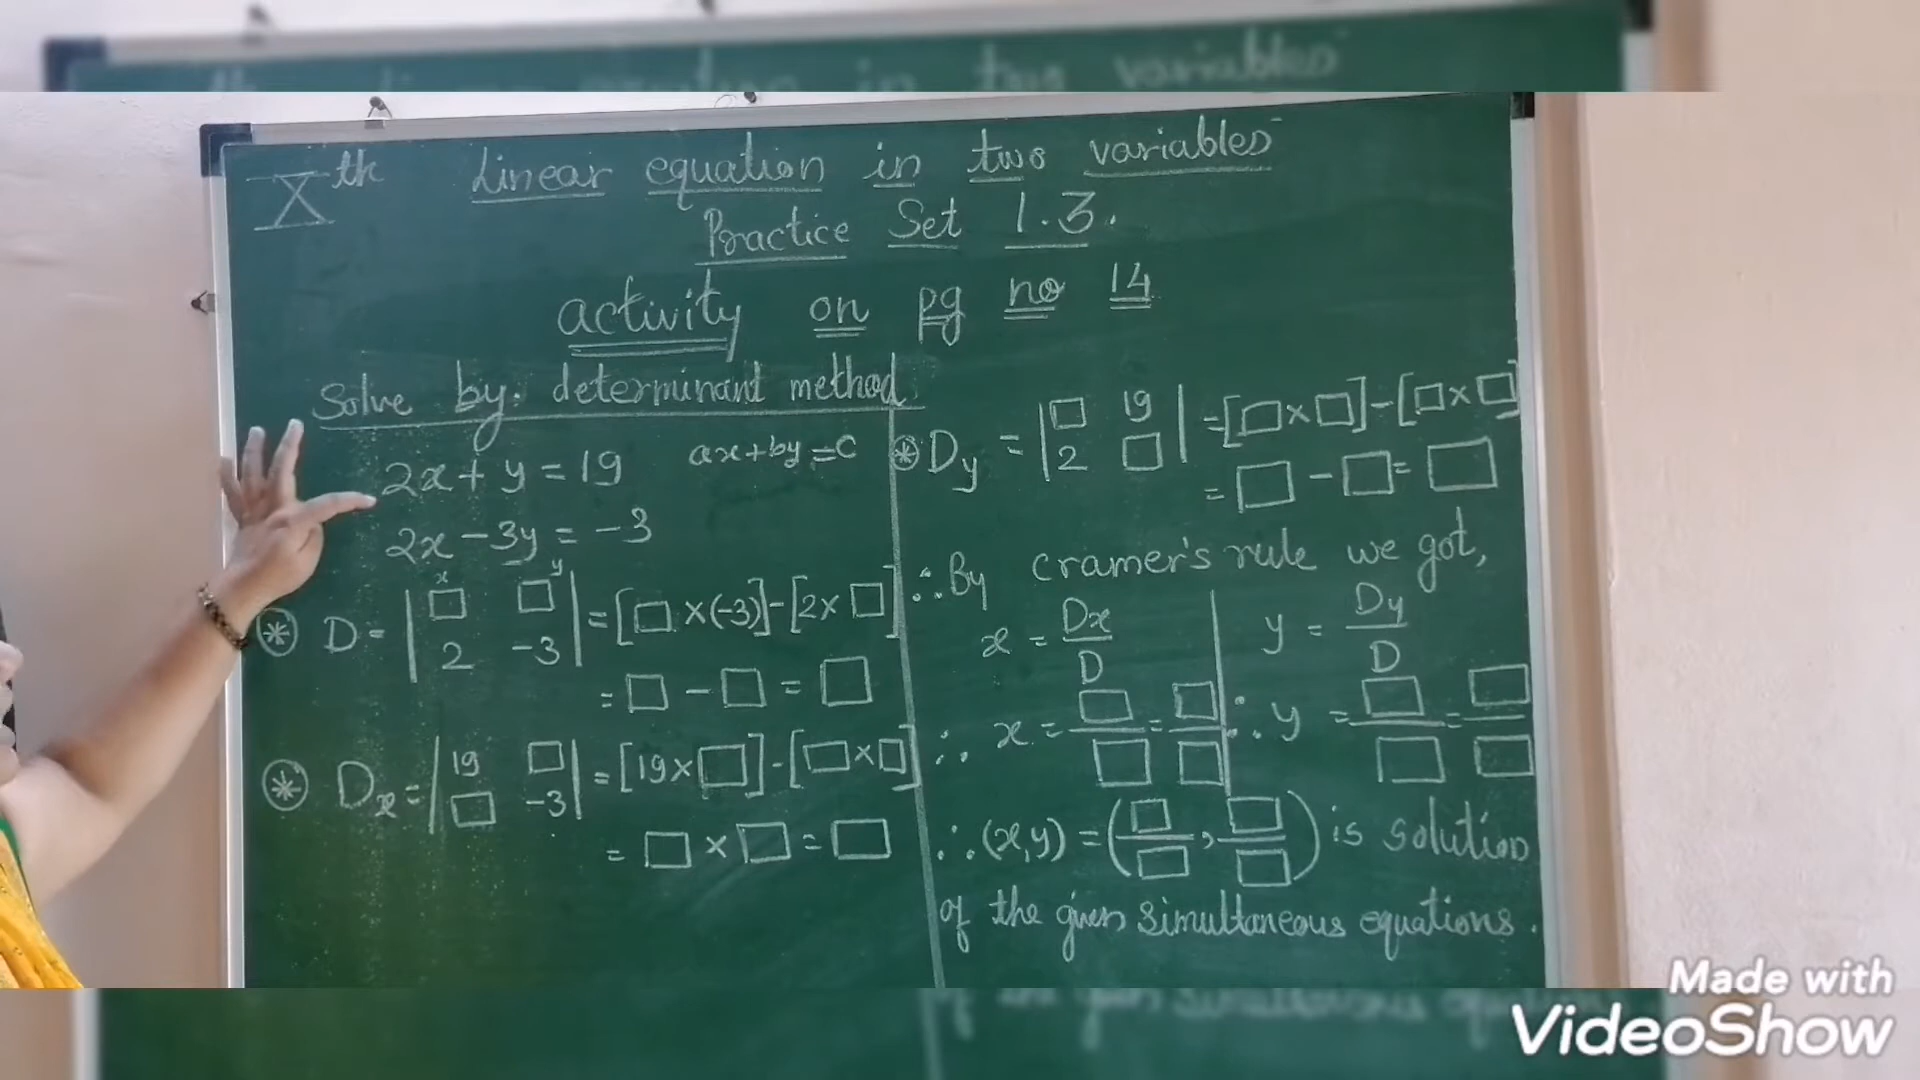 Xth Linear equation in two variables
Practice Set 1.3.
activity on pg no 14
Solve by. determinant method
2x + y = 19 ax+by=c
2x - 3y = -3
x y
⊛ D = |□ □| = [□ × (-3)] - [2 × □]
|2 -3|
= □ - □ = □
⊛ Dx = |19 □| = [19 × □] - [□ × □]
|□ -3|
= □ × □ = □
⊛ Dy = |□ 19| = [□ × □] - [□ × □]
|2 □|
= □ - □ = □
∴ By cramer's rule we got,
x = Dx/D | y = Dy/D
∴ x = □/□ = □/□ | ∴ y = □/□ = □/□
∴ (x,y) = (□/□, □/□) is solution
of the given simultaneous equations.
Made with
VideoShow